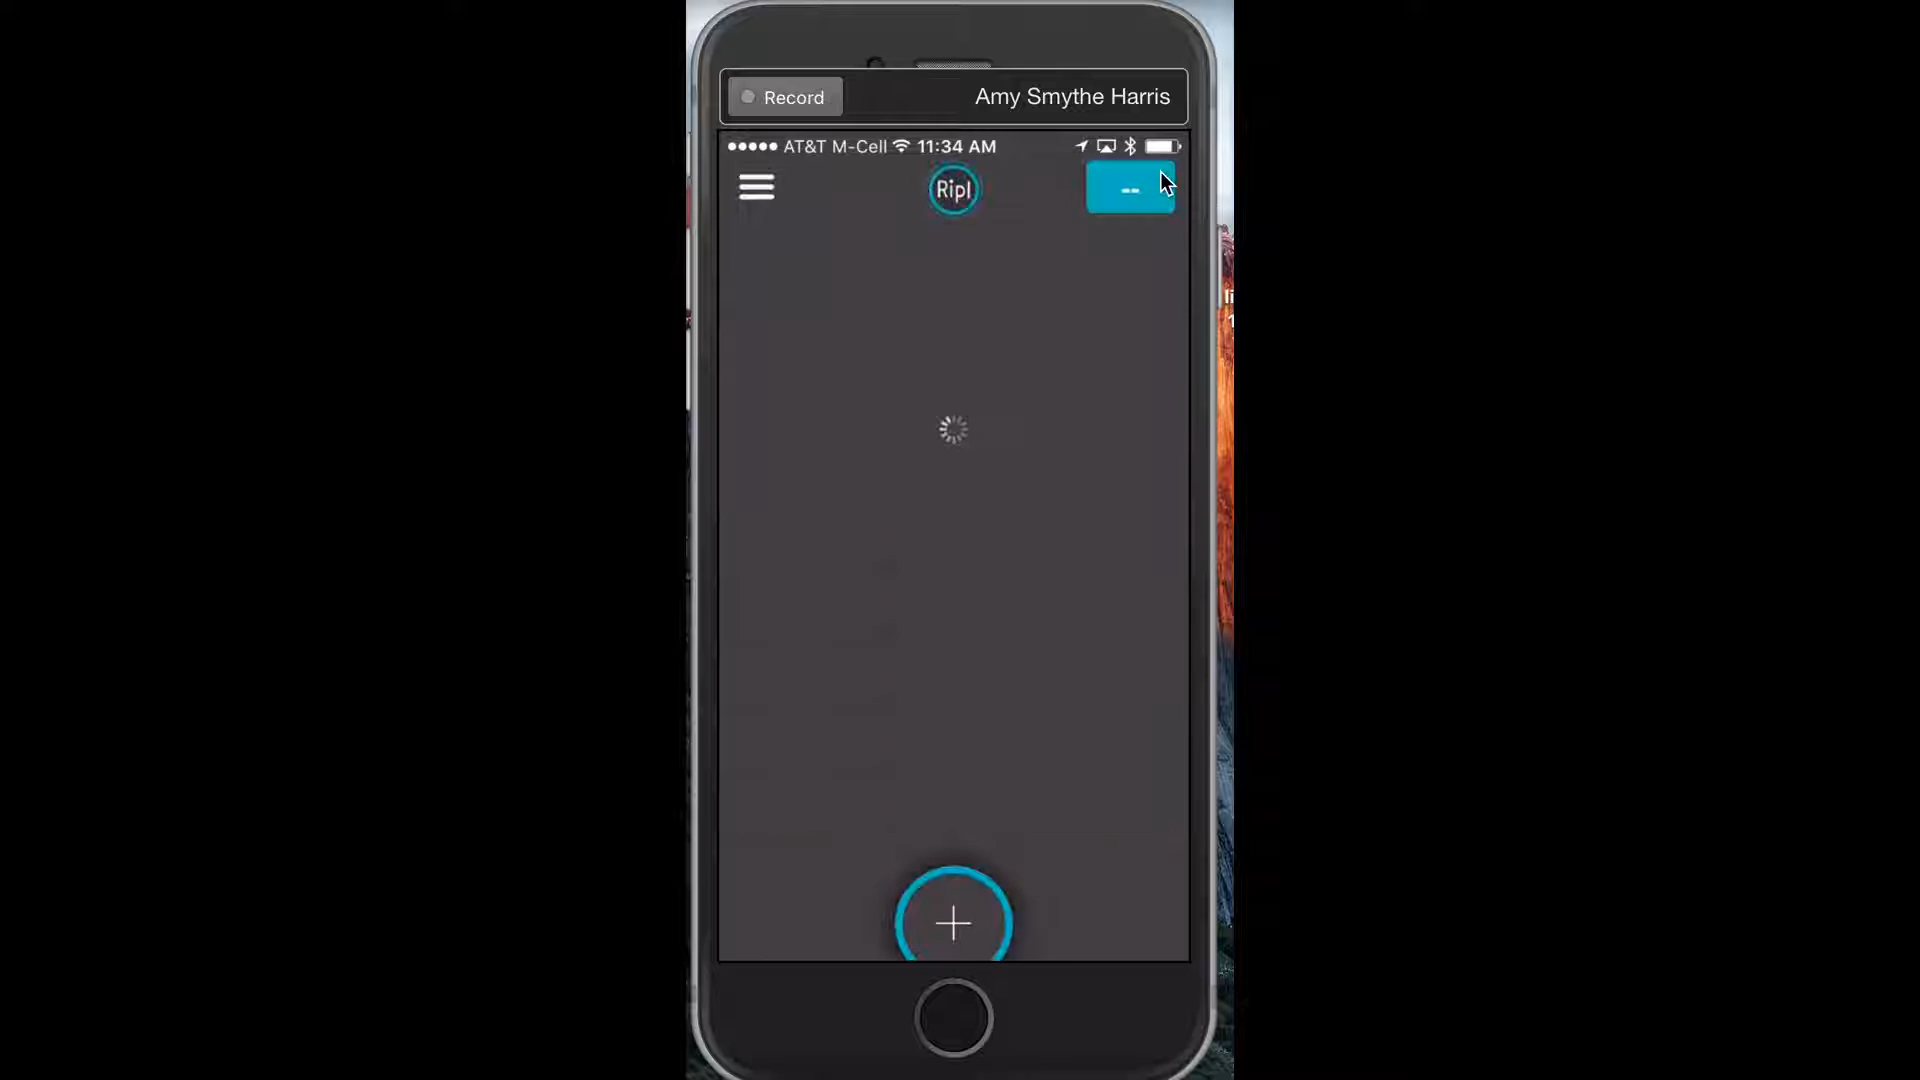 Record
Amy Smythe Harris
AT&T M-Cell 11:34 AM
Ripl
--